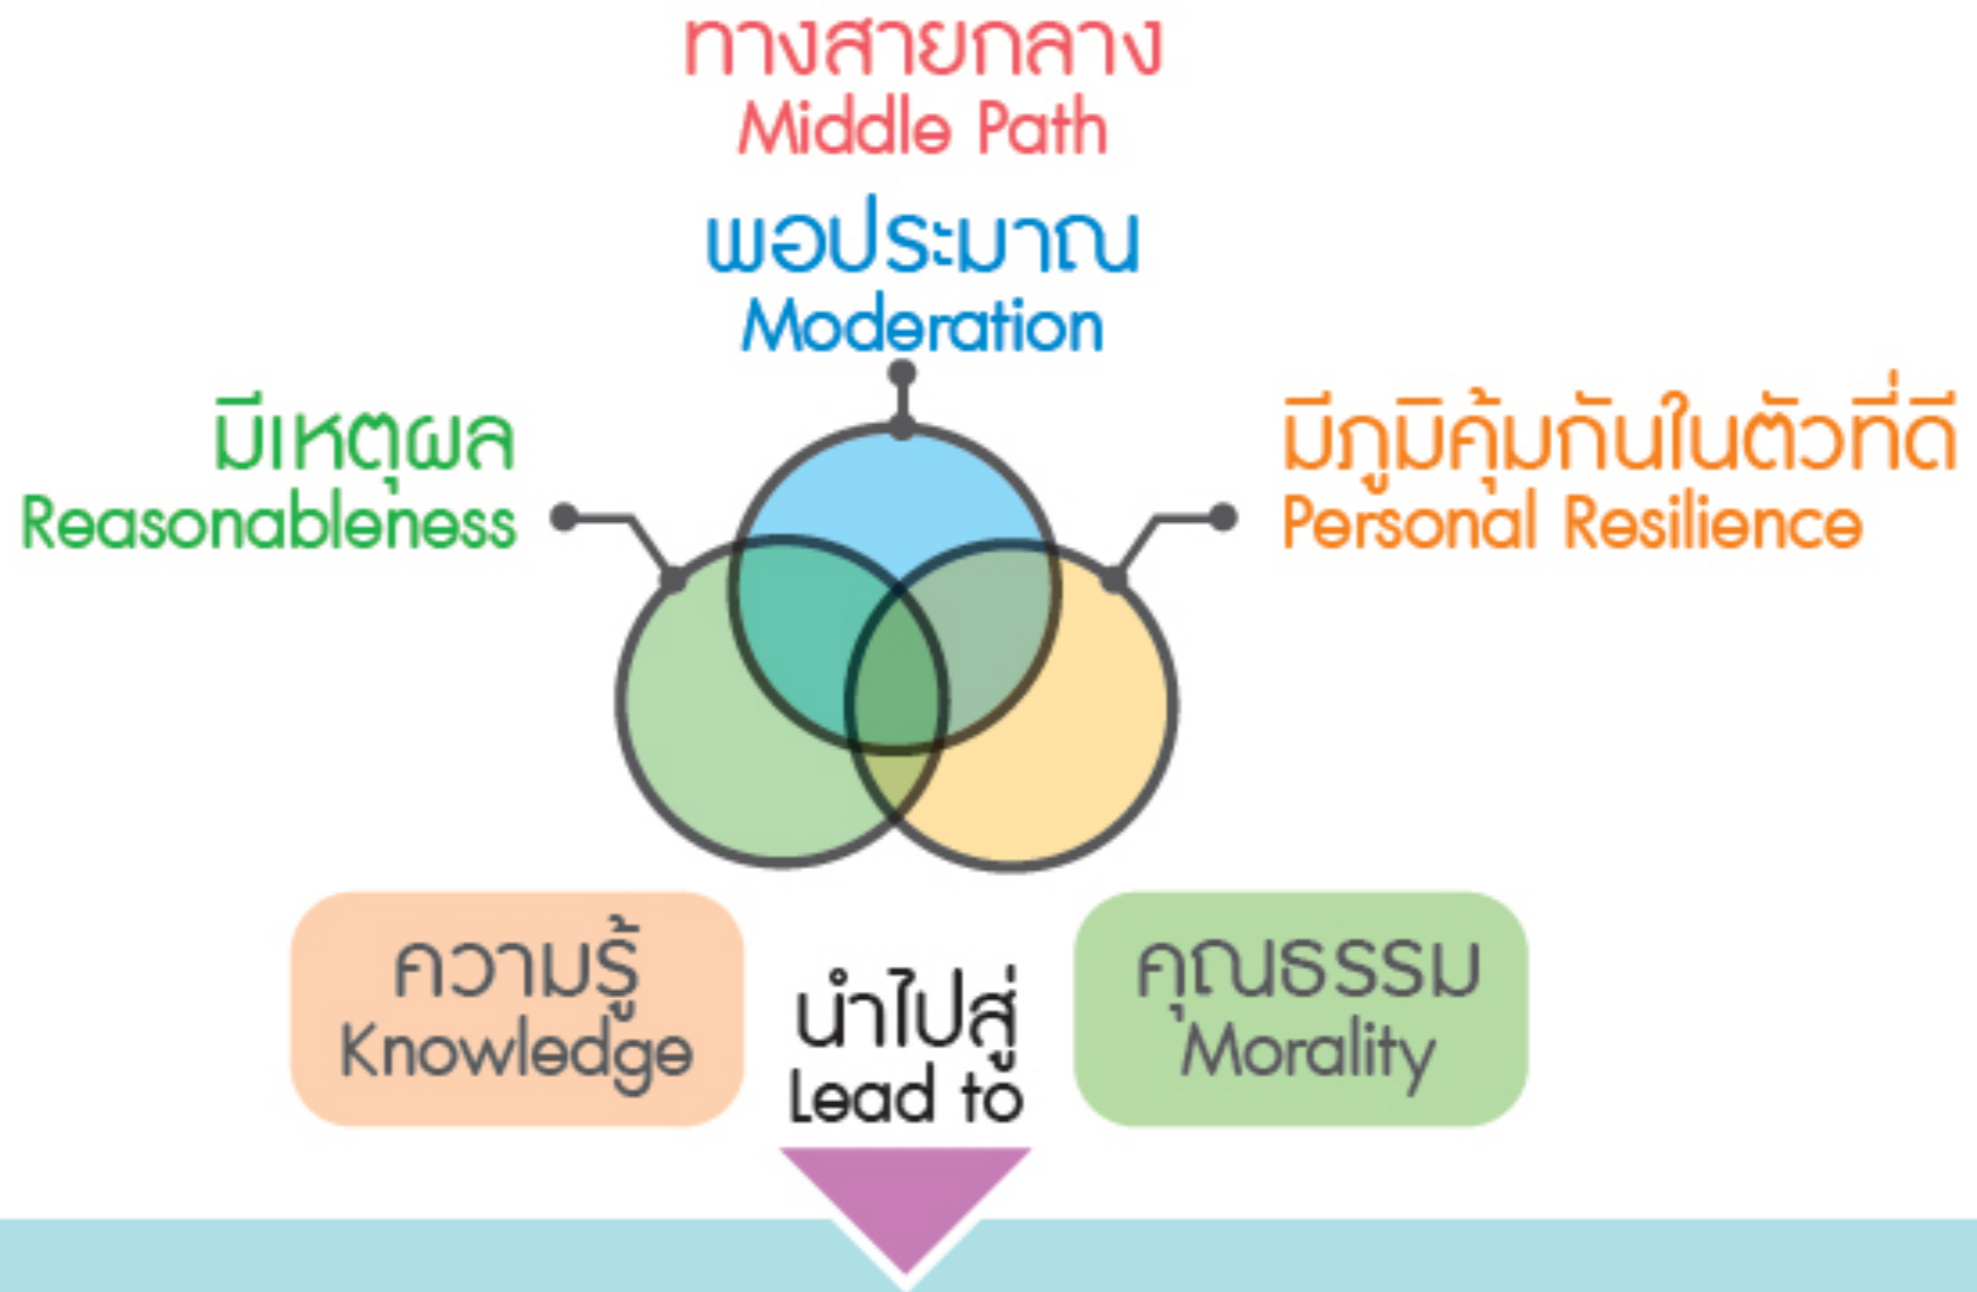 ทางสายกลาง
Middle Path
พอประมาณ
Moderation
มีเหตุผล
Reasonableness
มีภูมิคุ้มกันในตัวที่ดี
Personal Resilience
ความรู้
Knowledge
นำไปสู่
Lead to
คุณธรรม
Morality